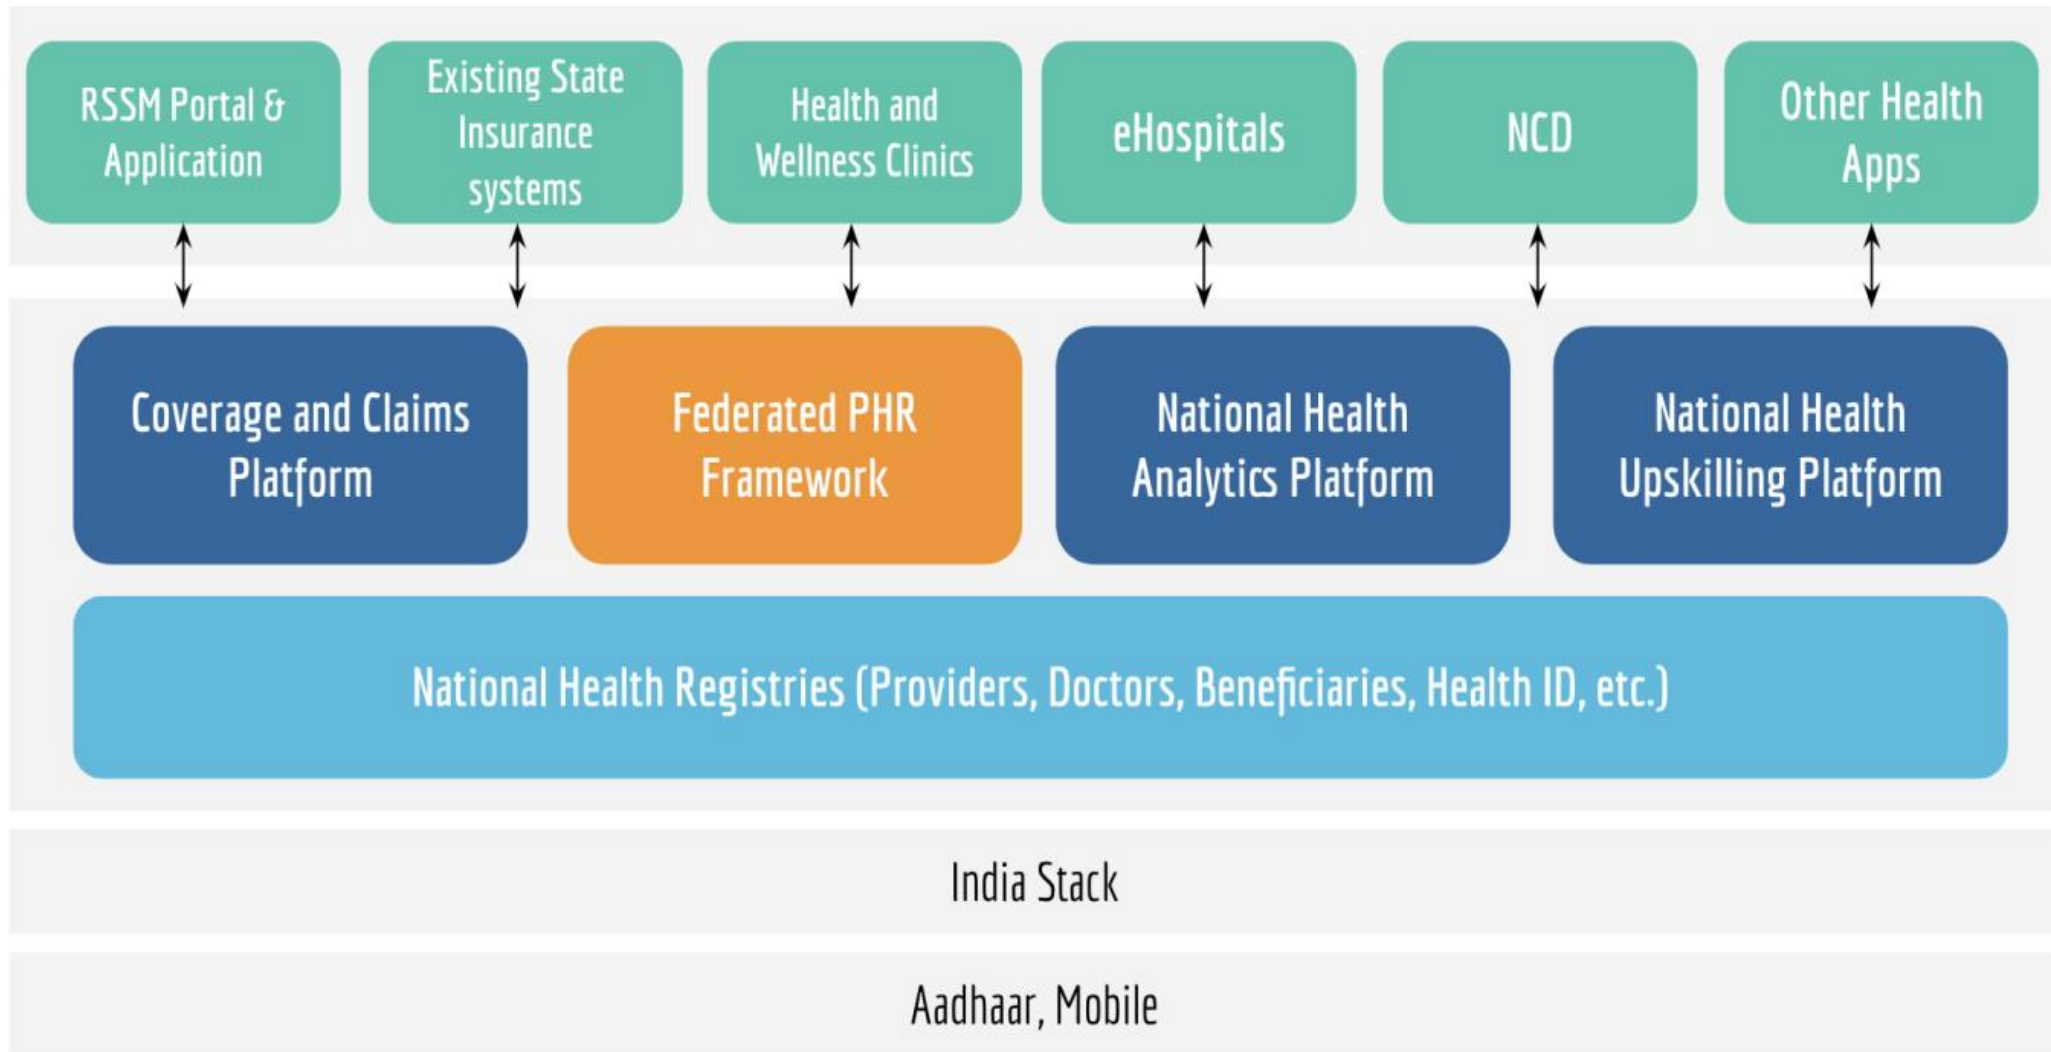 RSSM Portal &
Application
Existing State
Insurance
systems
Health and
Wellness Clinics
eHospitals
NCD
Other Health
Apps
Coverage and Claims
Platform
Federated PHR
Framework
National Health
Analytics Platform
National Health
Upskilling Platform
National Health Registries (Providers, Doctors, Beneficiaries, Health ID, etc.)
India Stack
Aadhaar, Mobile